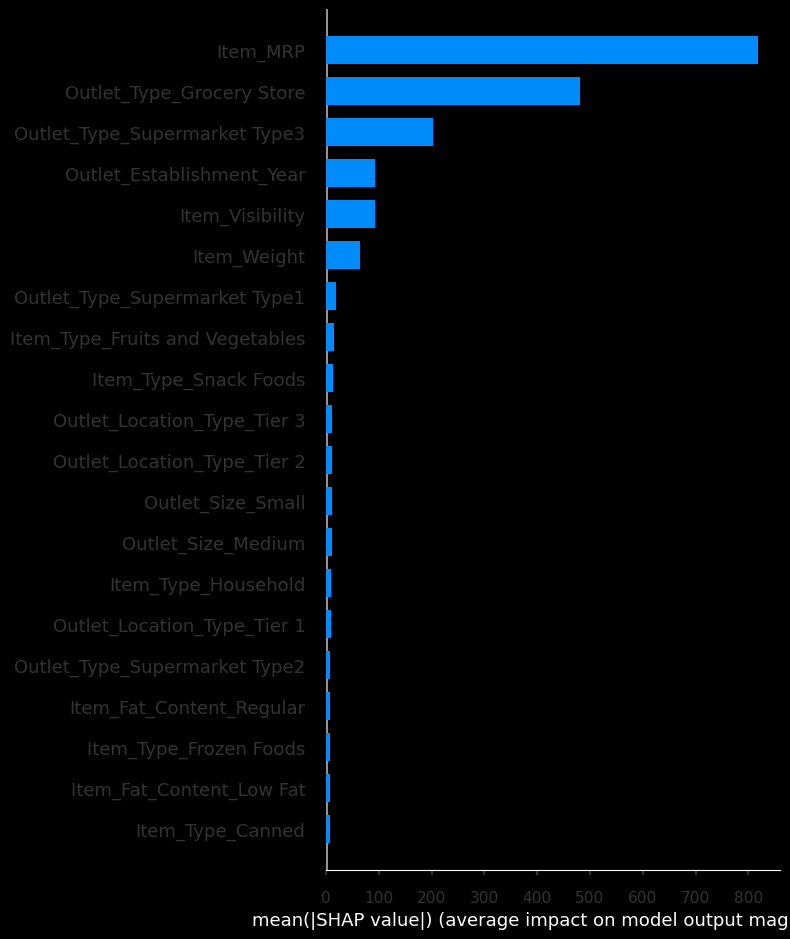 Item_MRP
Outlet_Type_Grocery Store
Outlet_Type_Supermarket Type3
Outlet_Establishment_Year
Item_Visibility
Item_Weight
Outlet_Type_Supermarket Type1
Item_Type_Fruits and Vegetables
Item_Type_Snack Foods
Outlet_Location_Type_Tier 3
Outlet_Location_Type_Tier 2
Outlet_Size_Small
Outlet_Size_Medium
Item_Type_Household
Outlet_Location_Type_Tier 1
Outlet_Type_Supermarket Type2
Item_Fat_Content_Regular
Item_Type_Frozen Foods
Item_Fat_Content_Low Fat
Item_Type_Canned
0 100 200 300 400 500 600 700 800
mean(|SHAP value|) (average impact on model output mag